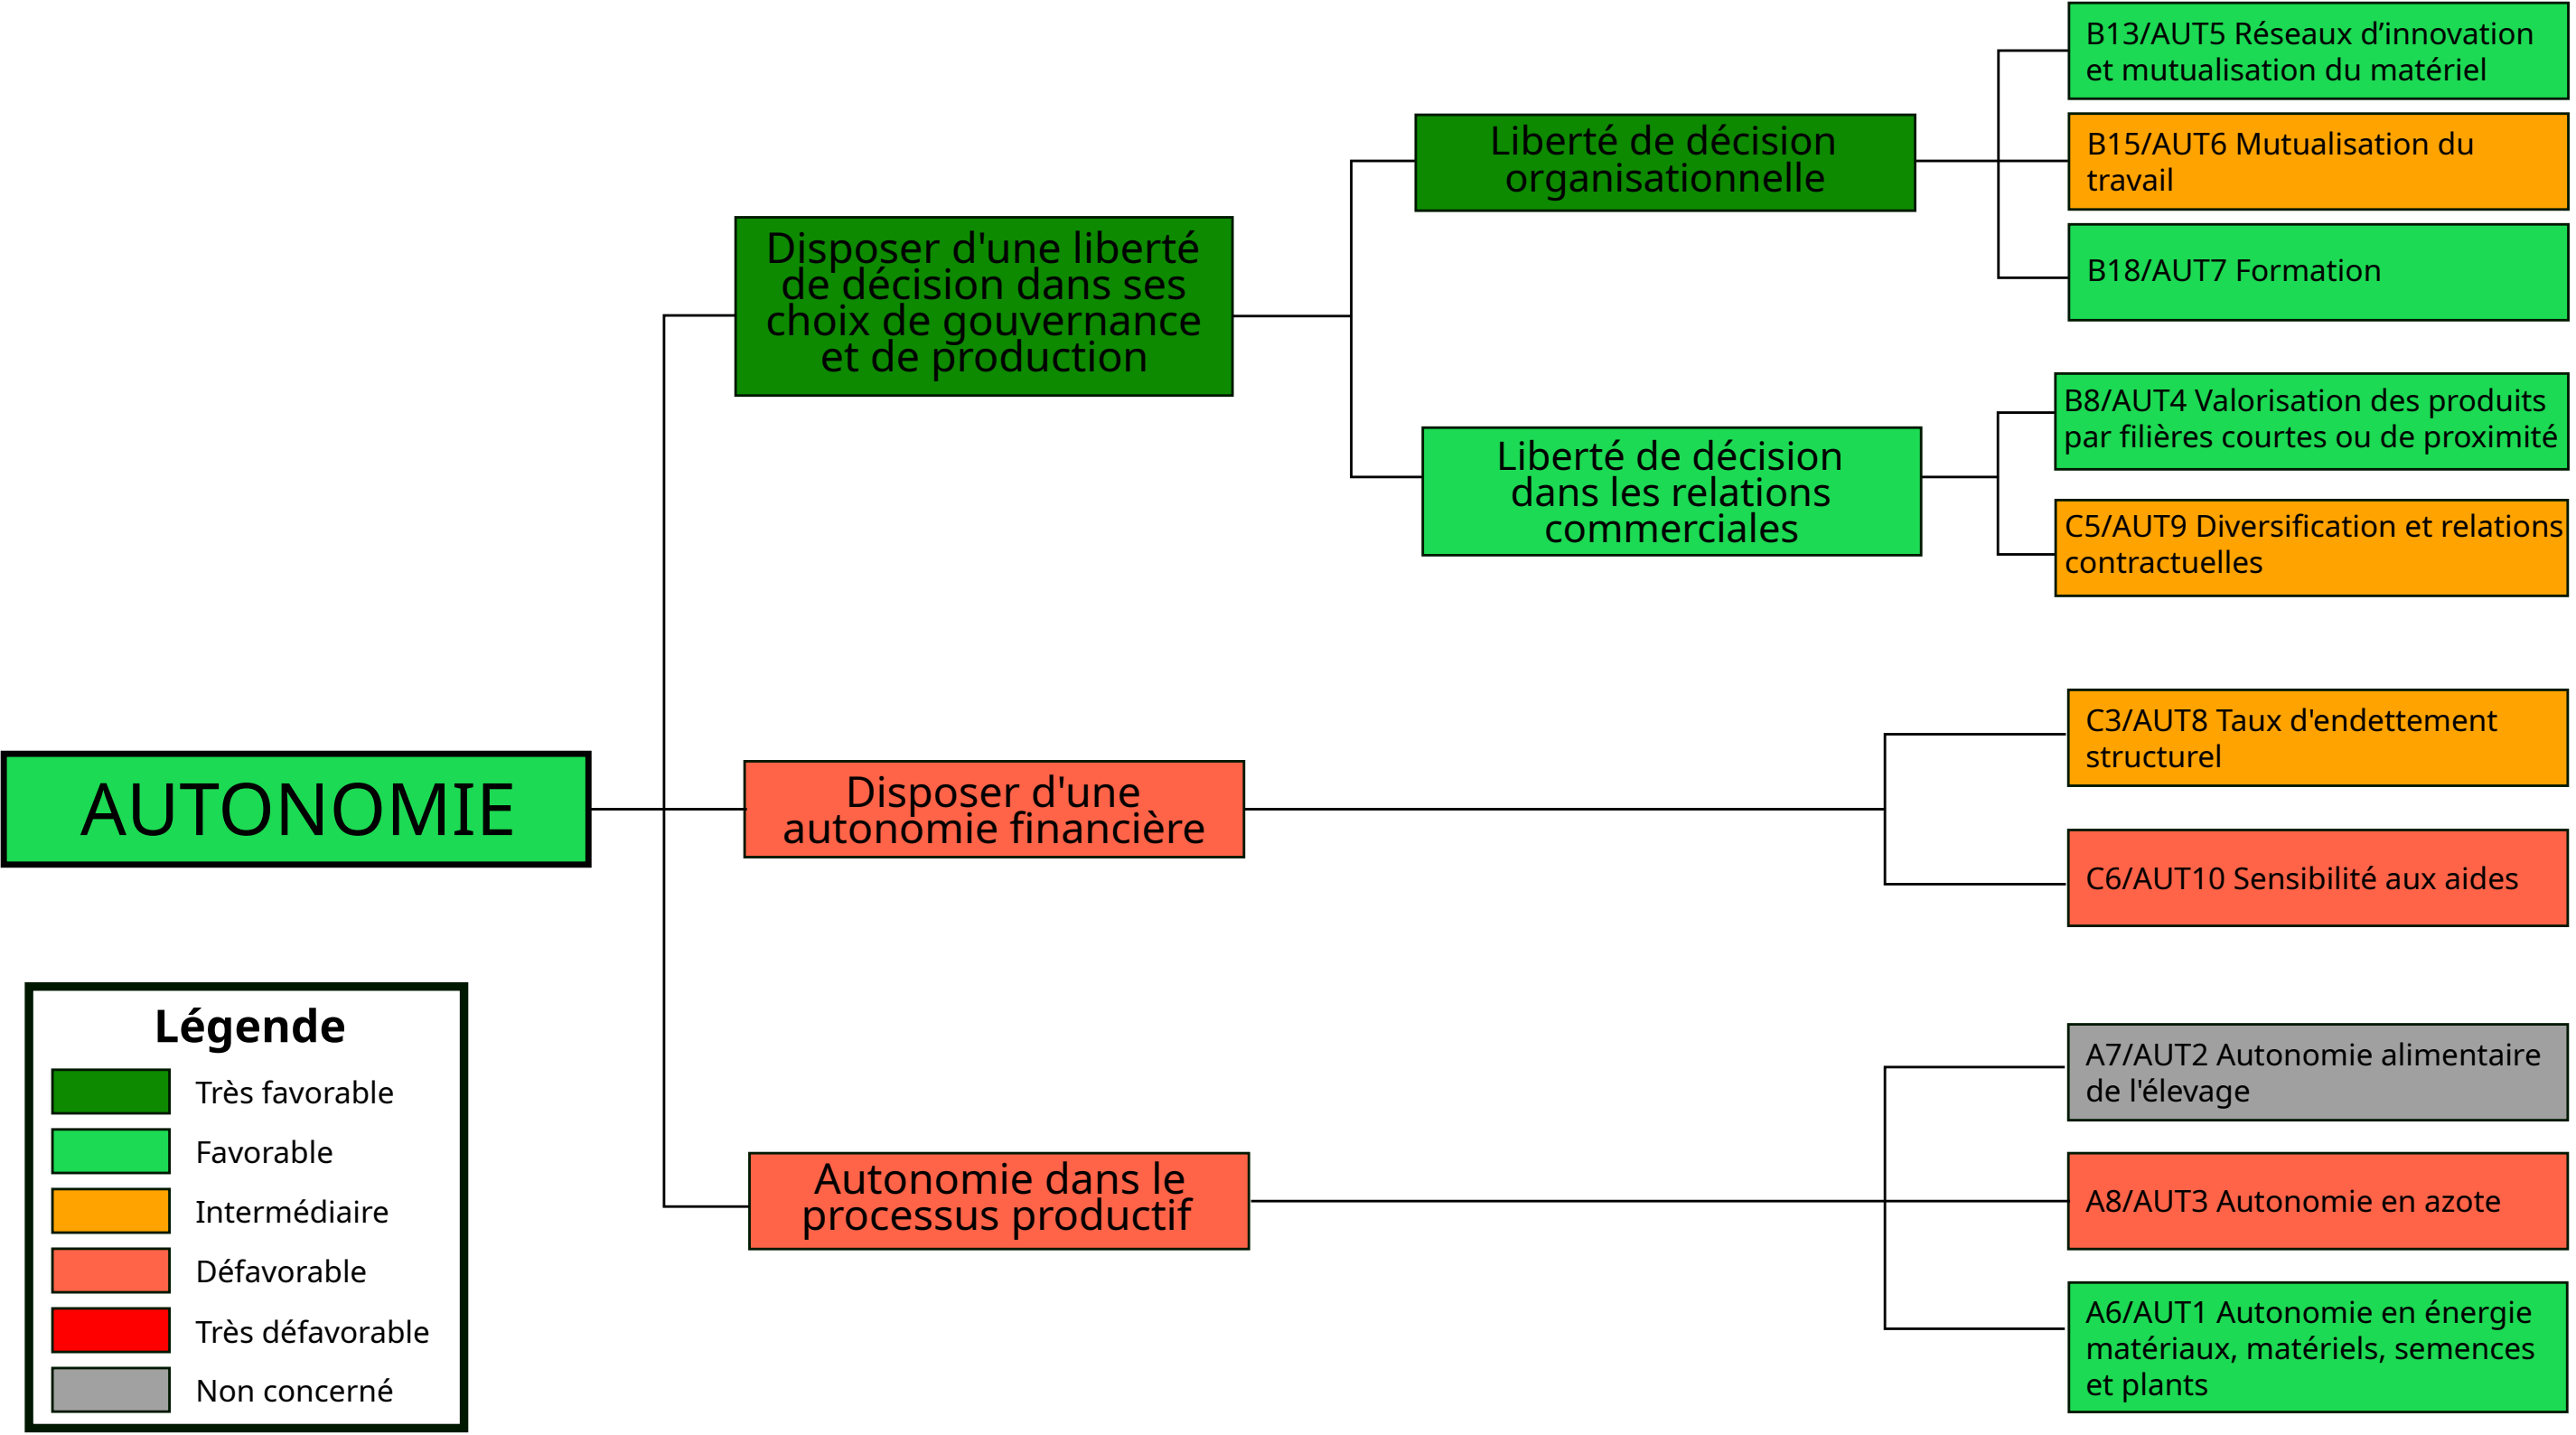 B13/AUT5 Réseaux d’innovation
et mutualisation du matériel
Liberté de décision
organisationnelle
B15/AUT6 Mutualisation du
travail
Disposer d'une liberté
de décision dans ses
choix de gouvernance
et de production
B18/AUT7 Formation
Liberté de décision
dans les relations
commerciales
B8/AUT4 Valorisation des produits
par filières courtes ou de proximité
C5/AUT9 Diversification et relations
contractuelles
AUTONOMIE
Disposer d'une
autonomie financière
C3/AUT8 Taux d'endettement
structurel
C6/AUT10 Sensibilité aux aides
Autonomie dans le
processus productif
A7/AUT2 Autonomie alimentaire
de l'élevage
A8/AUT3 Autonomie en azote
A6/AUT1 Autonomie en énergie
matériaux, matériels, semences
et plants
Légende
Très favorable
Favorable
Intermédiaire
Défavorable
Très défavorable
Non concerné